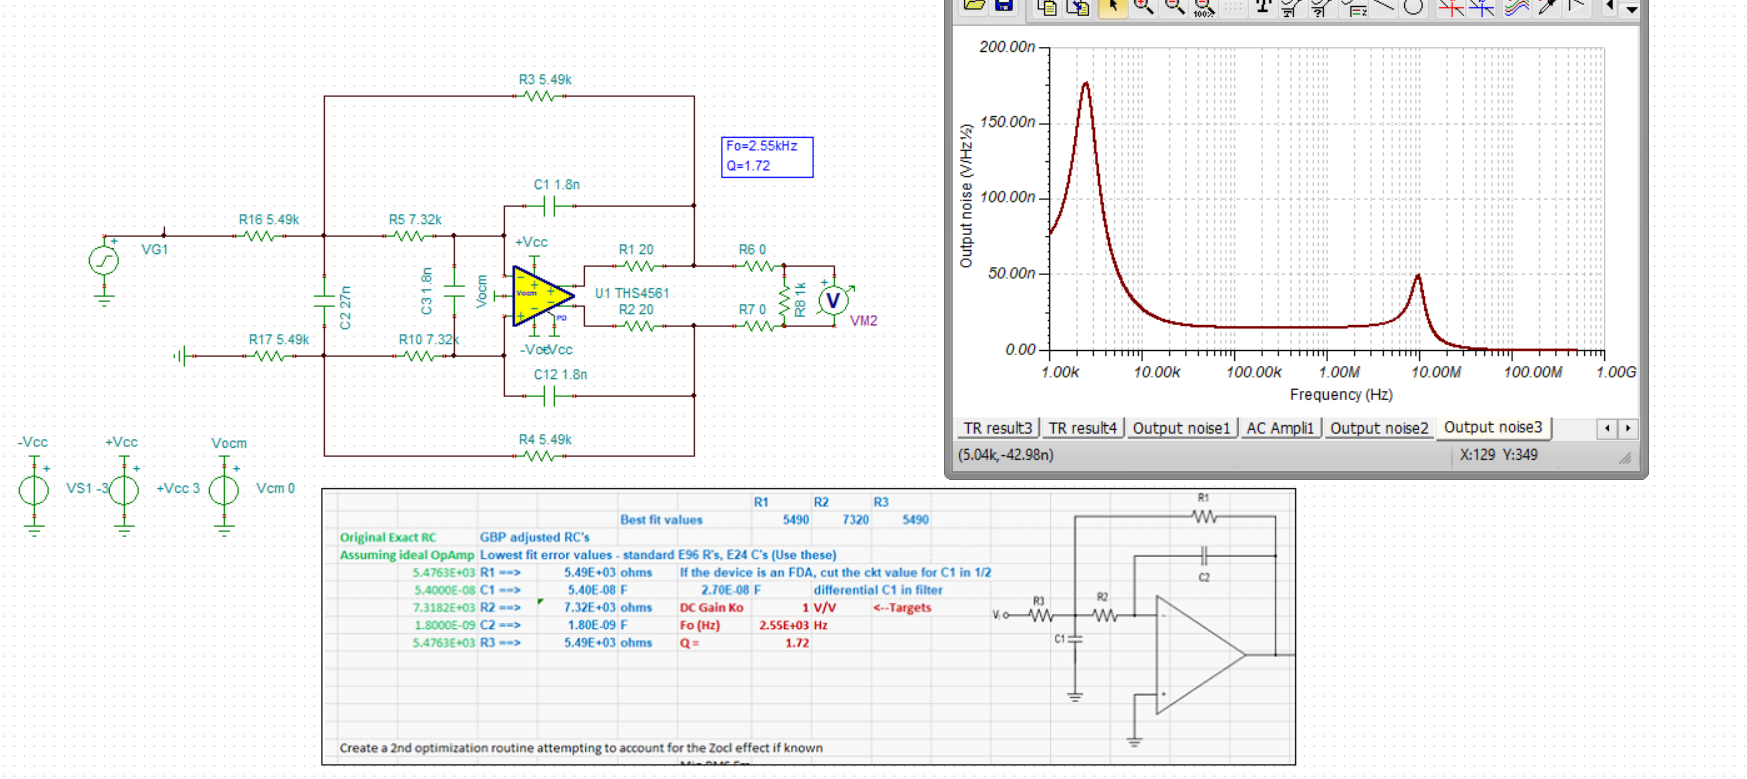 R3 5.49k
Fo=2.55kHz
Q=1.72
C1 1.8n
R16 5.49k
R5 7.32k
VG1
+Vcc
R1 20
R6 0
C2 27n
C3 1.8n
Vocm
Vocm
U1 THS4561
PD
R8 1k
V
VM2
R2 20
R7 0
R17 5.49k
R10 7.32k
-Vcc
+Vcc
C12 1.8n
R4 5.49k
-Vcc
+Vcc
Vocm
VS1 -3
+Vcc 3
Vcm 0
100%
T
200.00n
150.00n
100.00n
50.00n
0.00
Output noise (V/Hz½)
1.00k 10.00k 100.00k 1.00M 10.00M 100.00M 1.00G
Frequency (Hz)
TR result3 TR result4 Output noise1 AC Ampli1 Output noise2 Output noise3
(5.04k,-42.98n) X:129 Y:349
R1 R2 R3
Best fit values 5490 7320 5490
Original Exact RC GBP adjusted RC's
Assuming ideal OpAmp Lowest fit error values - standard E96 R's, E24 C's (Use these)
5.4763E+03 R1 ==> 5.49E+03 ohms If the device is an FDA, cut the ckt value for C1 in 1/2
5.4000E-08 C1 ==> 5.40E-08 F 2.70E-08 F differential C1 in filter
7.3182E+03 R2 ==> 7.32E+03 ohms DC Gain Ko 1 V/V <--Targets
1.8000E-09 C2 ==> 1.80E-09 F Fo (Hz) 2.55E+03 Hz
5.4763E+03 R3 ==> 5.49E+03 ohms Q = 1.72
Create a 2nd optimization routine attempting to account for the Zocl effect if known
R1
C2
R3
R2
C1